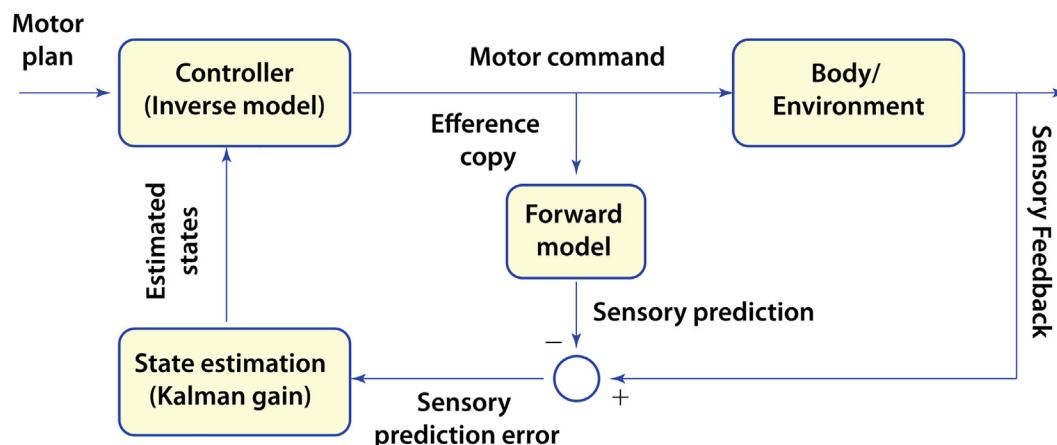 Motor
plan
Controller
(Inverse model)
Motor command
Body/
Environment
Efference
copy
Sensory Feedback
Forward
model
Estimated
states
Sensory prediction
−
State estimation
(Kalman gain)
+
Sensory
prediction error